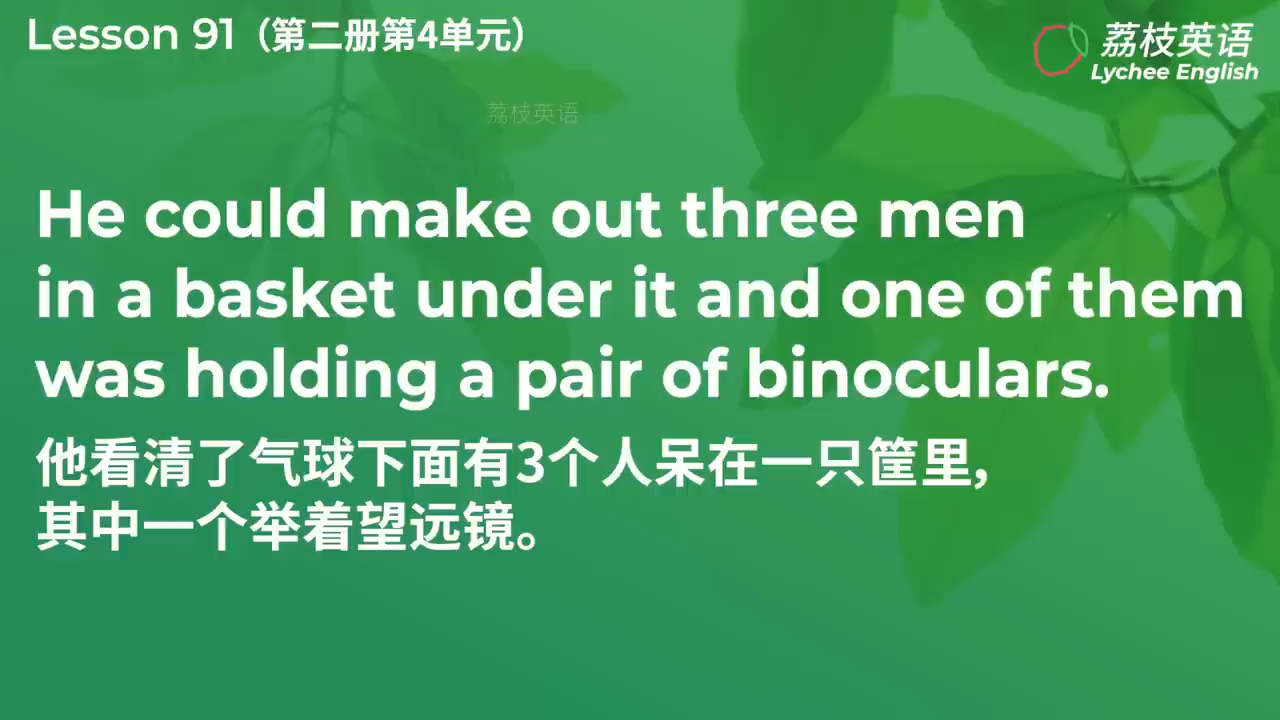 Lesson 91（第二册第4单元）
荔枝英语
Lychee English
荔枝英语
He could make out three men
in a basket under it and one of them
was holding a pair of binoculars.
他看清了气球下面有3个人呆在一只筐里,
其中一个举着望远镜。